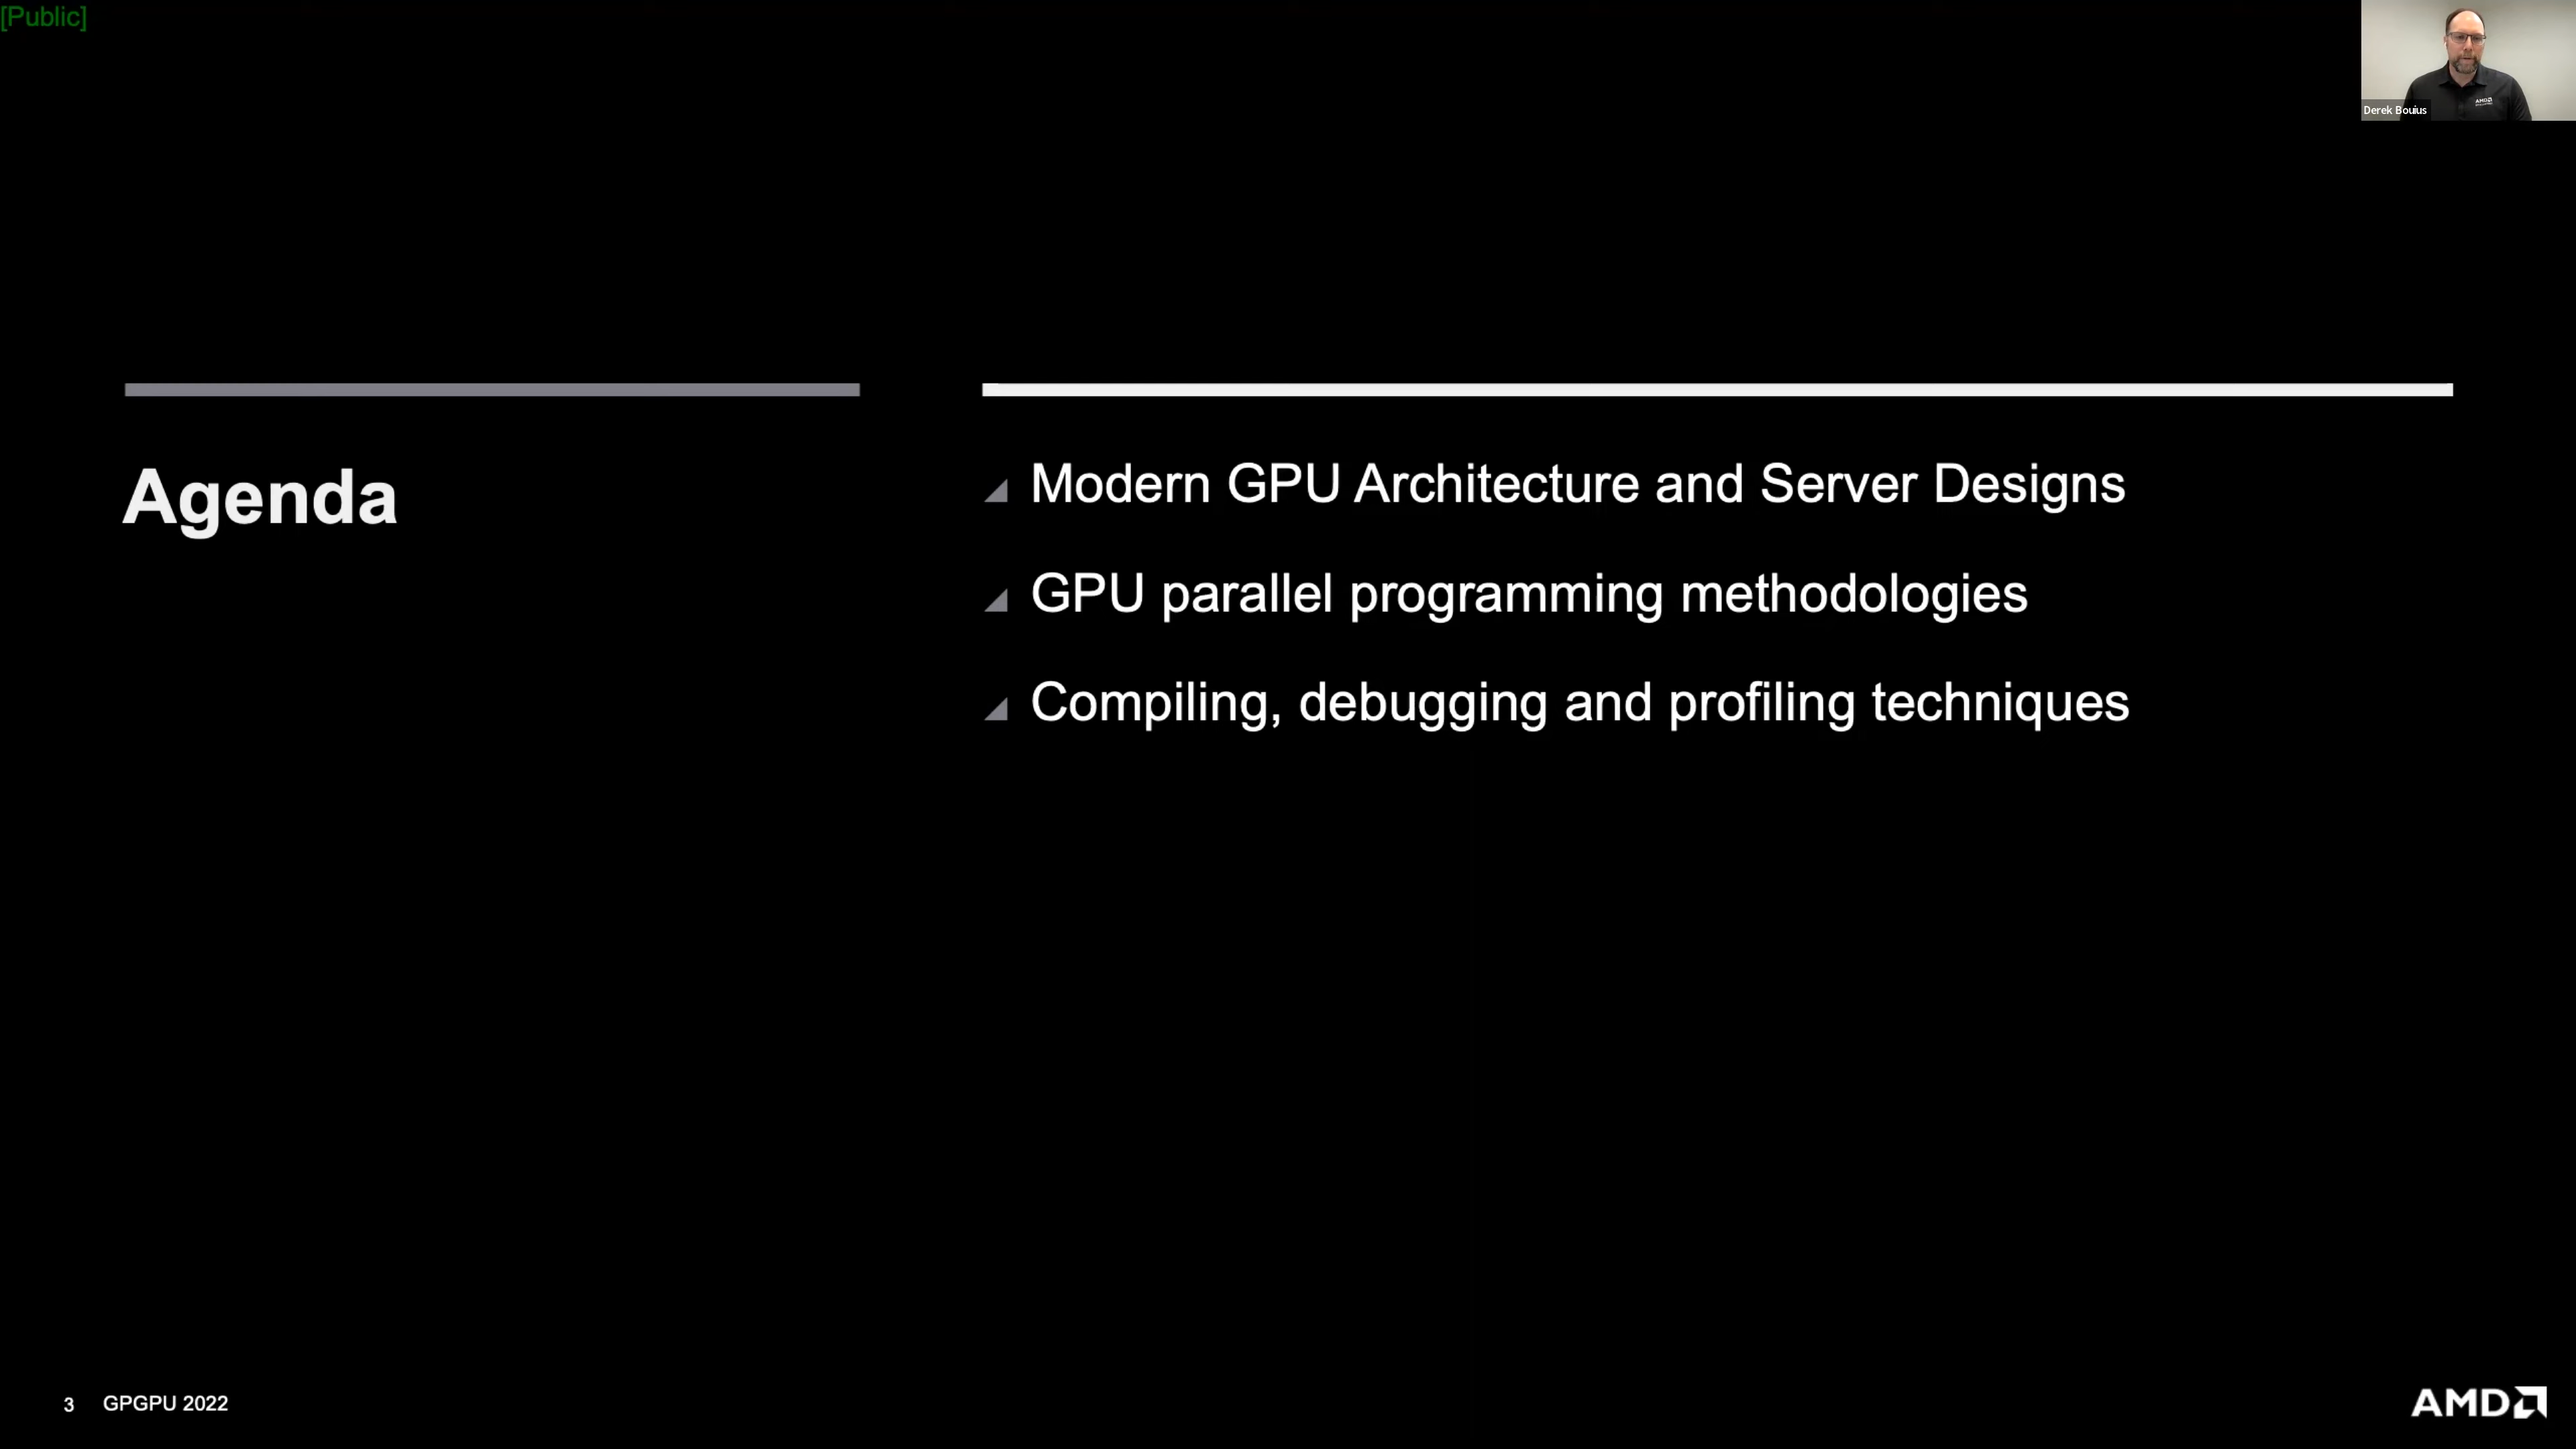 [Public]
Derek Bouius
Agenda
Modern GPU Architecture and Server Designs
GPU parallel programming methodologies
Compiling, debugging and profiling techniques
3 GPGPU 2022
AMD